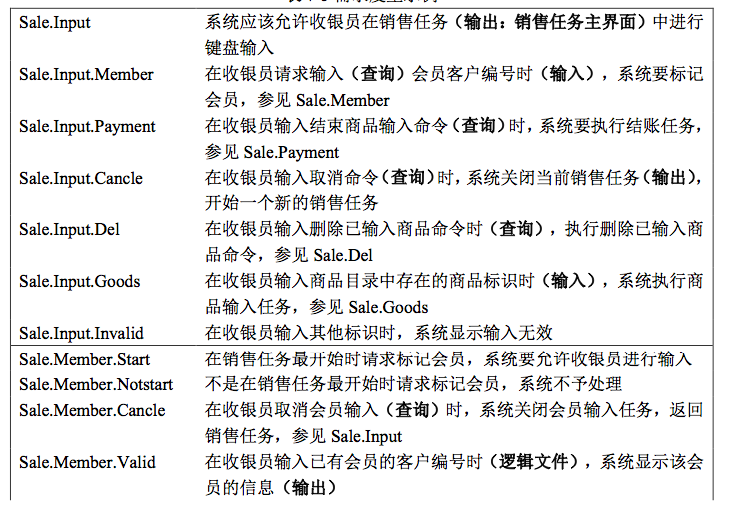 Sale.Input 系统应该允许收银员在销售任务（输出：销售任务主界面）中进行
键盘输入
Sale.Input.Member 在收银员请求输入（查询）会员客户编号时（输入），系统要标记
会员，参见 Sale.Member
Sale.Input.Payment 在收银员输入结束商品输入命令（查询）时，系统要执行结账任务，
参见 Sale.Payment
Sale.Input.Cancle 在收银员输入取消命令（查询）时，系统关闭当前销售任务（输出），
开始一个新的销售任务
Sale.Input.Del 在收银员输入删除已输入商品命令时（查询），执行删除已输入商
品命令，参见 Sale.Del
Sale.Input.Goods 在收银员输入商品目录中存在的商品标识时（输入），系统执行商
品输入任务，参见 Sale.Goods
Sale.Input.Invalid 在收银员输入其他标识时，系统显示输入无效
Sale.Member.Start 在销售任务最开始时请求标记会员，系统要允许收银员进行输入
Sale.Member.Notstart 不是在销售任务最开始时请求标记会员，系统不予处理
Sale.Member.Cancle 在收银员取消会员输入（查询）时，系统关闭会员输入任务，返回
销售任务，参见 Sale.Input
Sale.Member.Valid 在收银员输入已有会员的客户编号时（逻辑文件），系统显示该会
员的信息（输出）